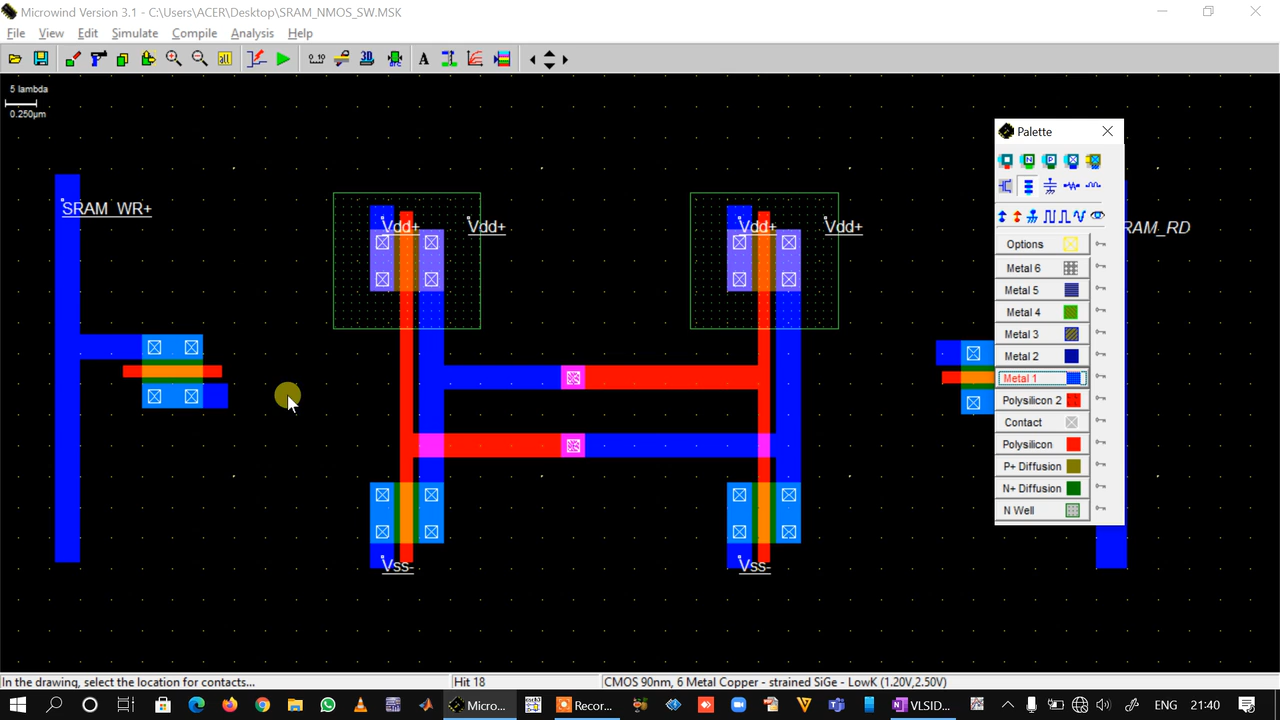 Microwind Version 3.1 - C:\Users\ACER\Desktop\SRAM_NMOS_SW.MSK
File View Edit Simulate Compile Analysis Help
5 lambda
0.250µm
Palette
SRAM_WR+
Vdd+
Vdd+
Vdd+
Vdd+
RAM_RD
Options
Metal 6
Metal 5
Metal 4
Metal 3
Metal 2
Metal 1
Polysilicon 2
Contact
Polysilicon
P+ Diffusion
N+ Diffusion
N Well
Vss-
Vss-
In the drawing, select the location for contacts...
Hit 18
CMOS 90nm, 6 Metal Copper - strained SiGe - LowK (1.20V,2.50V)
Micro...
Recor...
VLSID...
ENG
21:40